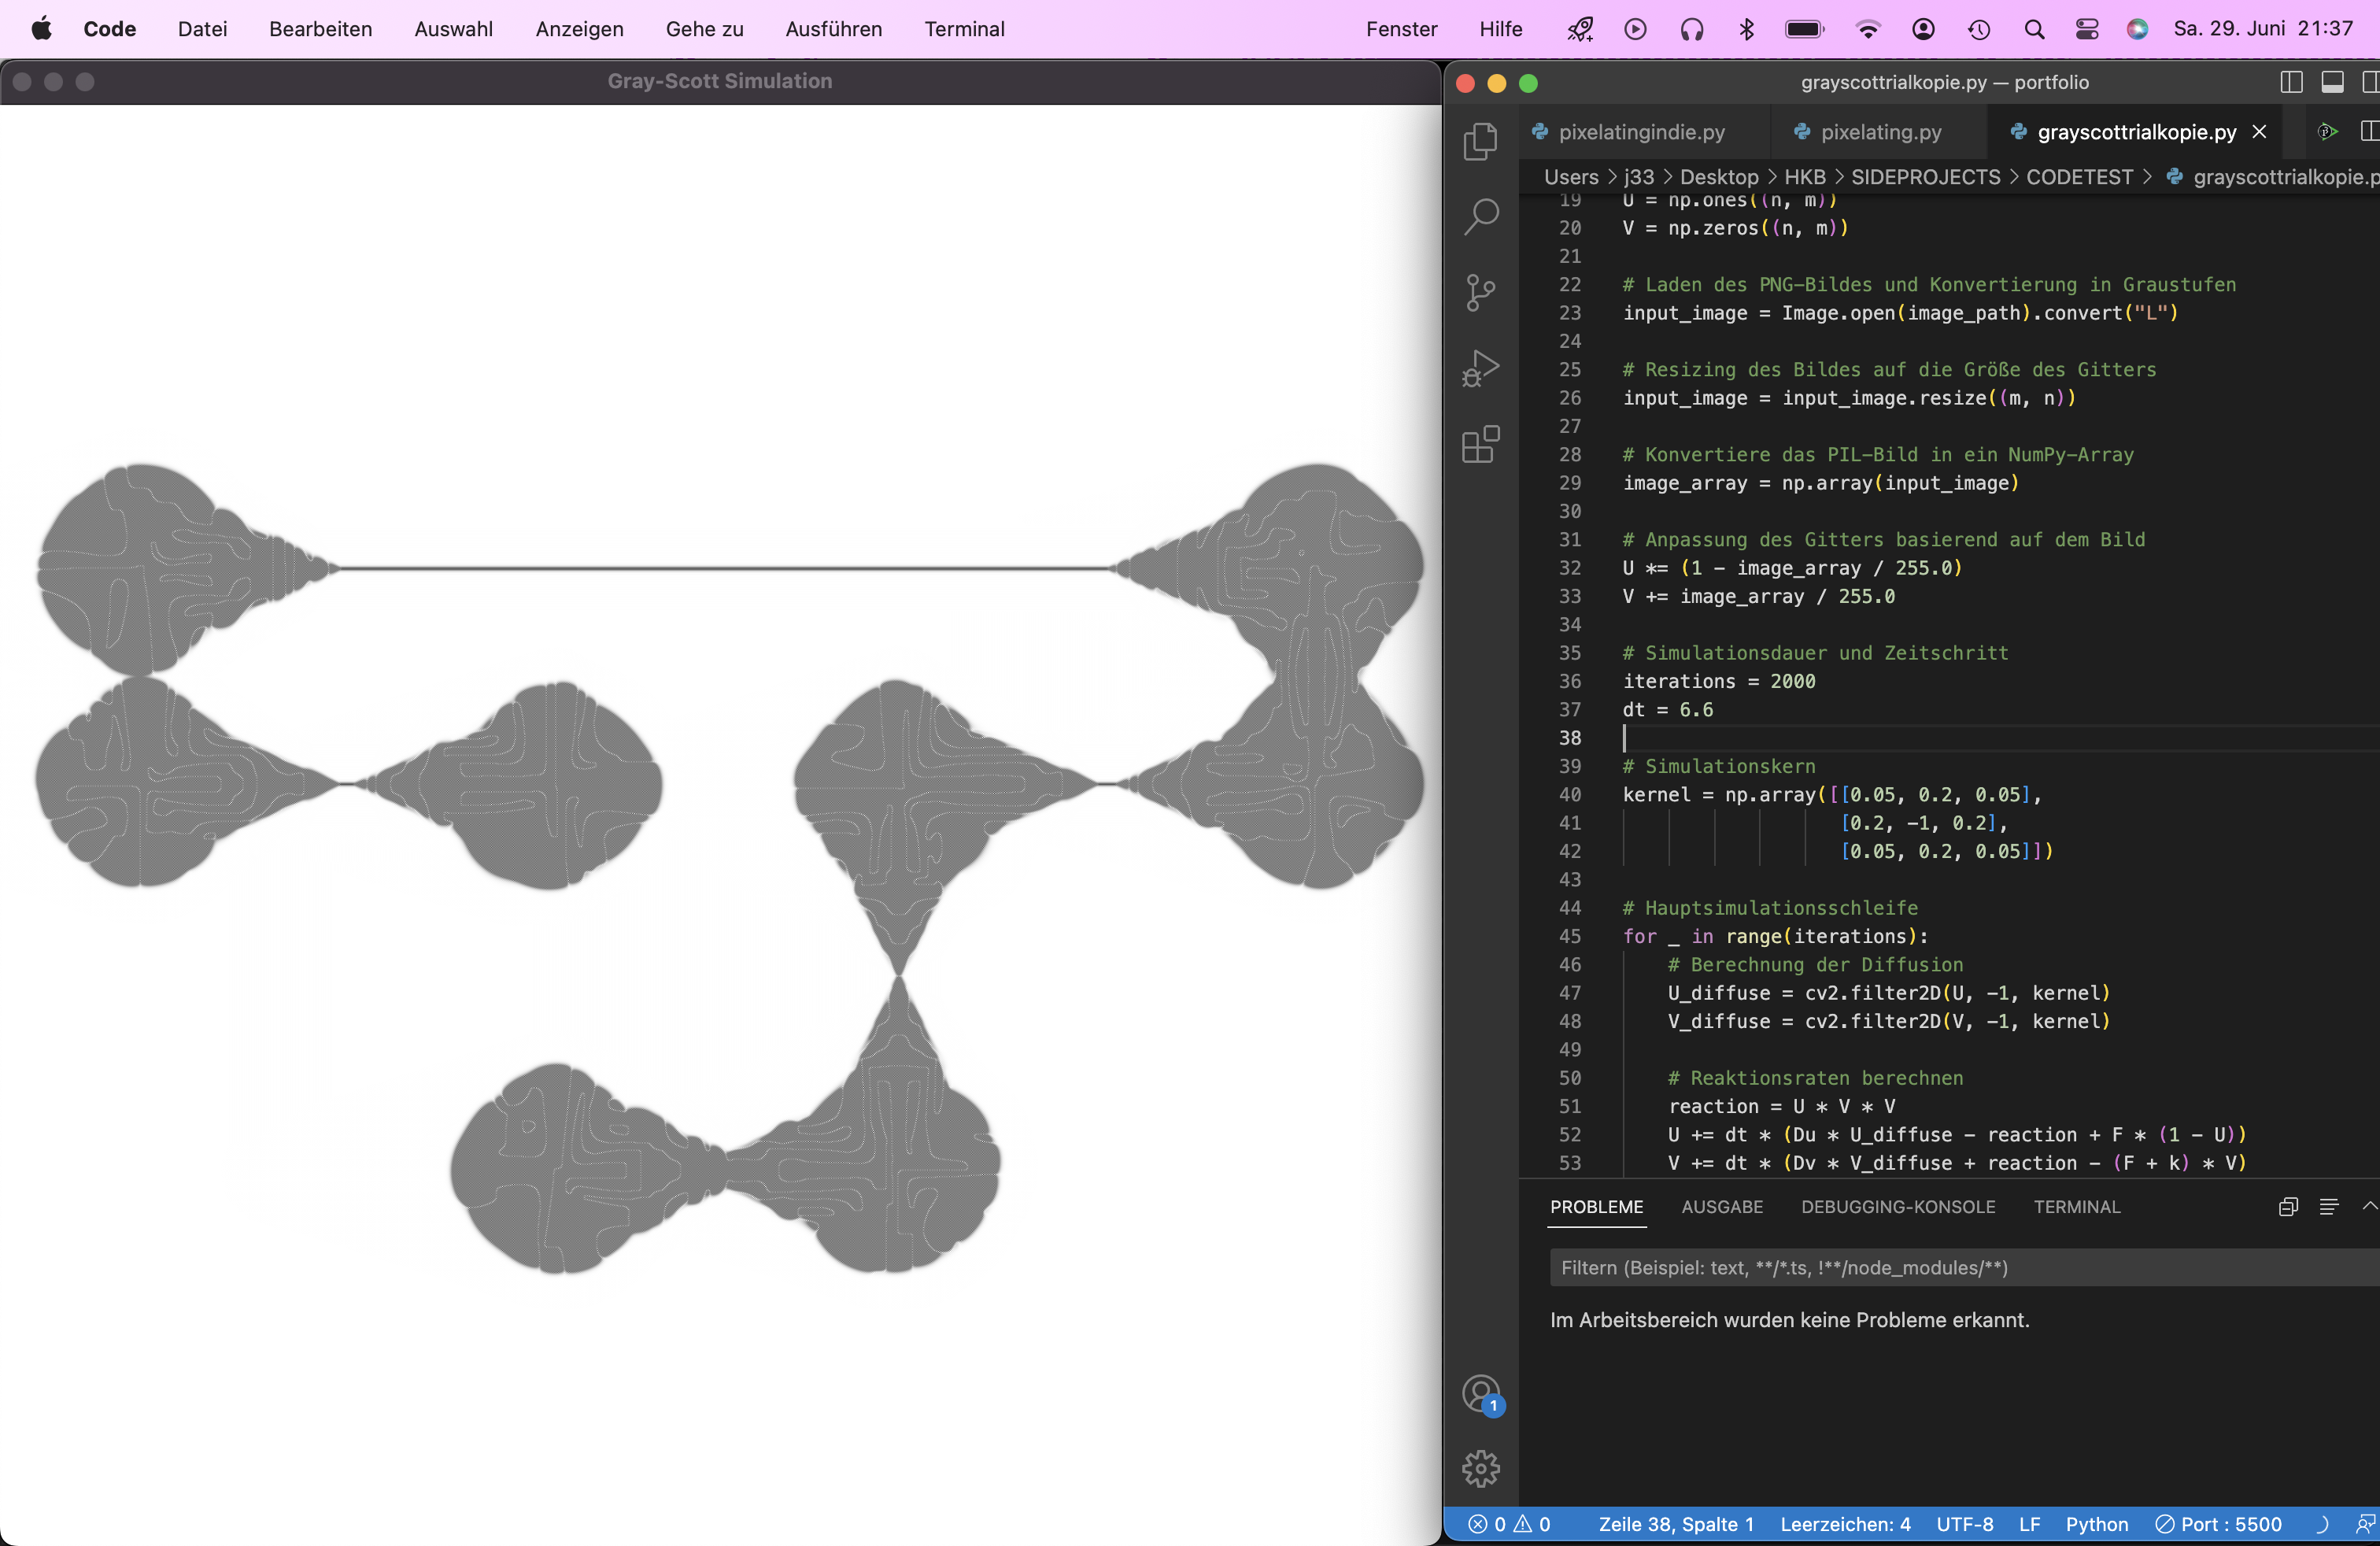 Code Datei Bearbeiten Auswahl Anzeigen Gehe zu Ausführen Terminal Fenster Hilfe Sa. 29. Juni 21:37
Gray-Scott Simulation
grayscottrialkopie.py — portfolio
pixelatingindie.py pixelating.py grayscottrialkopie.py
Users > j33 > Desktop > HKB > SIDEPROJECTS > CODETEST > grayscottrialkopie.p
19 U = np.ones((n, m))
20 V = np.zeros((n, m))
21
22 # Laden des PNG-Bildes und Konvertierung in Graustufen
23 input_image = Image.open(image_path).convert("L")
24
25 # Resizing des Bildes auf die Größe des Gitters
26 input_image = input_image.resize((m, n))
27
28 # Konvertiere das PIL-Bild in ein NumPy-Array
29 image_array = np.array(input_image)
30
31 # Anpassung des Gitters basierend auf dem Bild
32 U *= (1 - image_array / 255.0)
33 V += image_array / 255.0
34
35 # Simulationsdauer und Zeitschritt
36 iterations = 2000
37 dt = 6.6
38
39 # Simulationskern
40 kernel = np.array([[0.05, 0.2, 0.05],
41 [0.2, -1, 0.2],
42 [0.05, 0.2, 0.05]])
43
44 # Hauptsimulationsschleife
45 for _ in range(iterations):
46 # Berechnung der Diffusion
47 U_diffuse = cv2.filter2D(U, -1, kernel)
48 V_diffuse = cv2.filter2D(V, -1, kernel)
49
50 # Reaktionsraten berechnen
51 reaction = U * V * V
52 U += dt * (Du * U_diffuse - reaction + F * (1 - U))
53 V += dt * (Dv * V_diffuse + reaction - (F + k) * V)
PROBLEME AUSGABE DEBUGGING-KONSOLE TERMINAL
Filtern (Beispiel: text, **/*.ts, !**/node_modules/**)
Im Arbeitsbereich wurden keine Probleme erkannt.
1
0 0 Zeile 38, Spalte 1 Leerzeichen: 4 UTF-8 LF Python Port : 5500